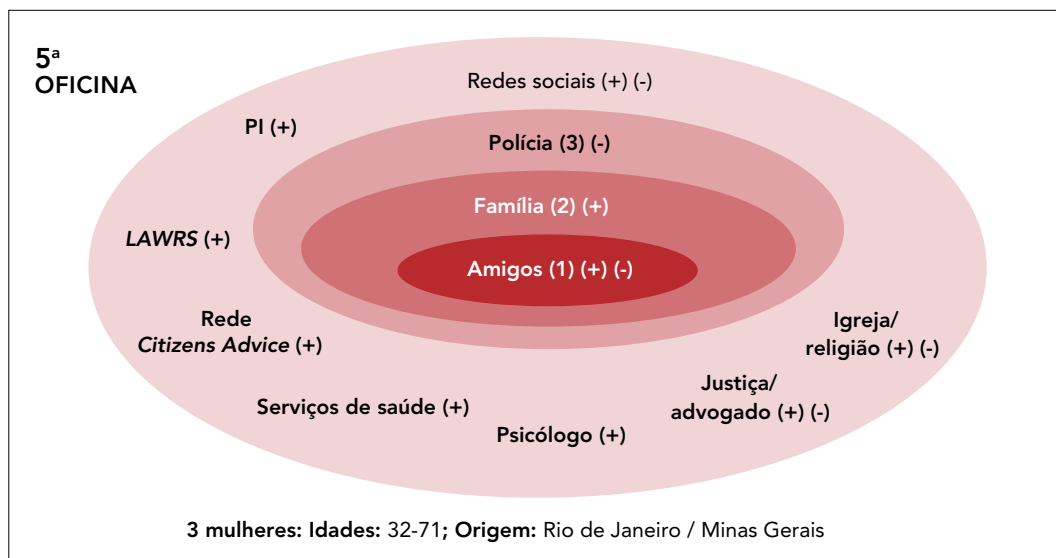 5ª
OFICINA
Redes sociais (+) (-)
PI (+)
Polícia (3) (-)
Família (2) (+)
LAWRS (+)
Amigos (1) (+) (-)
Rede
Citizens Advice (+)
Igreja/
religião (+) (-)
Justiça/
advogado (+) (-)
Serviços de saúde (+)
Psicólogo (+)
3 mulheres: Idades: 32-71; Origem: Rio de Janeiro / Minas Gerais